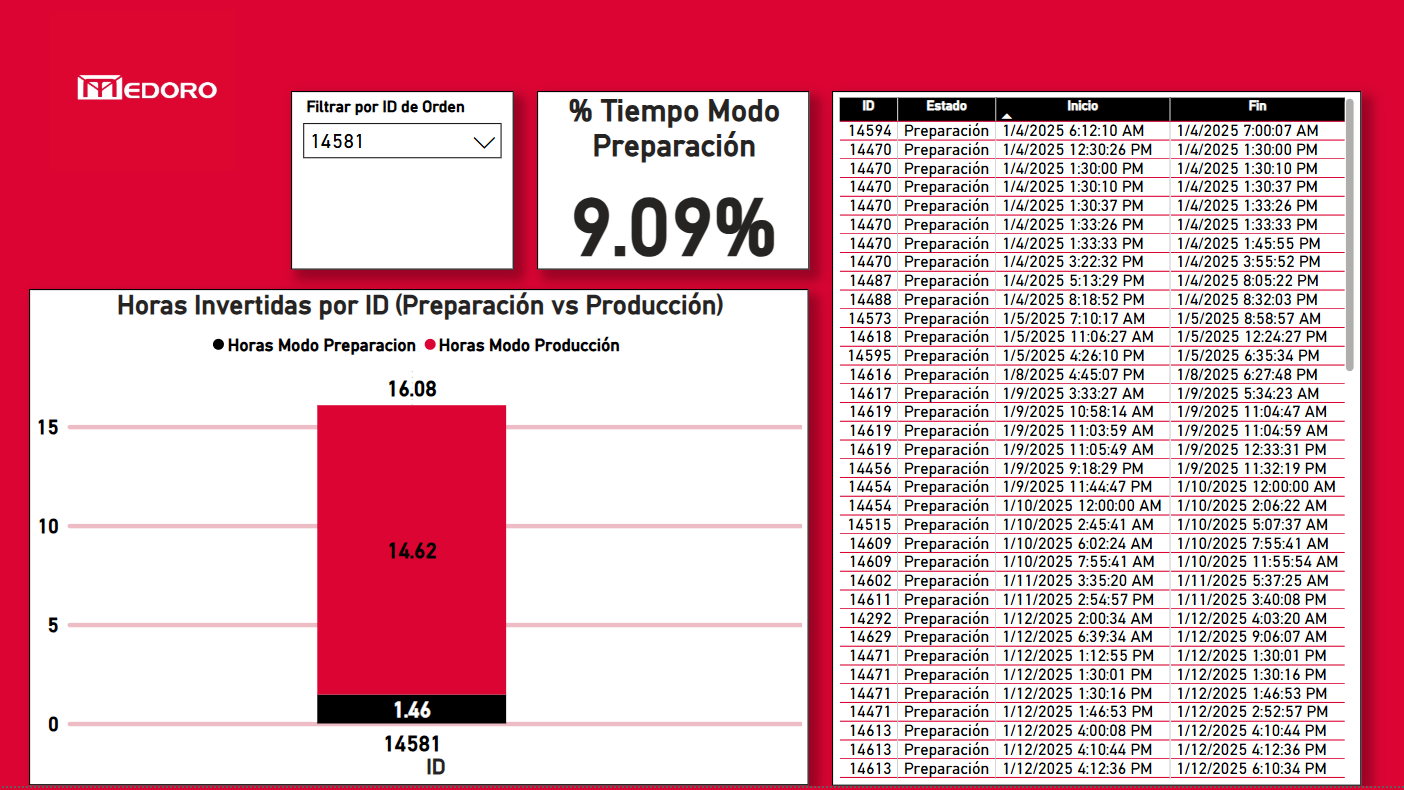 MEDORO
Filtrar por ID de Orden
14581
% Tiempo Modo
Preparación
9.09%
Horas Invertidas por ID (Preparación vs Producción)
Horas Modo Preparacion Horas Modo Producción
16.08
15
10
14.62
5
1.46
0
14581
ID
ID Estado Inicio Fin
14594 Preparación 1/4/2025 6:12:10 AM 1/4/2025 7:00:07 AM
14470 Preparación 1/4/2025 12:30:26 PM 1/4/2025 1:30:00 PM
14470 Preparación 1/4/2025 1:30:00 PM 1/4/2025 1:30:10 PM
14470 Preparación 1/4/2025 1:30:10 PM 1/4/2025 1:30:37 PM
14470 Preparación 1/4/2025 1:30:37 PM 1/4/2025 1:33:26 PM
14470 Preparación 1/4/2025 1:33:26 PM 1/4/2025 1:33:33 PM
14470 Preparación 1/4/2025 1:33:33 PM 1/4/2025 1:45:55 PM
14470 Preparación 1/4/2025 3:22:32 PM 1/4/2025 3:55:52 PM
14487 Preparación 1/4/2025 5:13:29 PM 1/4/2025 8:05:22 PM
14488 Preparación 1/4/2025 8:18:52 PM 1/4/2025 8:32:03 PM
14573 Preparación 1/5/2025 7:10:17 AM 1/5/2025 8:58:57 AM
14618 Preparación 1/5/2025 11:06:27 AM 1/5/2025 12:24:27 PM
14595 Preparación 1/5/2025 4:26:10 PM 1/5/2025 6:35:34 PM
14616 Preparación 1/8/2025 4:45:07 PM 1/8/2025 6:27:48 PM
14617 Preparación 1/9/2025 3:33:27 AM 1/9/2025 5:34:23 AM
14619 Preparación 1/9/2025 10:58:14 AM 1/9/2025 11:04:47 AM
14619 Preparación 1/9/2025 11:03:59 AM 1/9/2025 11:04:59 AM
14619 Preparación 1/9/2025 11:05:49 AM 1/9/2025 12:33:31 PM
14456 Preparación 1/9/2025 9:18:29 PM 1/9/2025 11:32:19 PM
14454 Preparación 1/9/2025 11:44:47 PM 1/10/2025 12:00:00 AM
14454 Preparación 1/10/2025 12:00:00 AM 1/10/2025 2:06:22 AM
14515 Preparación 1/10/2025 2:45:41 AM 1/10/2025 5:07:37 AM
14609 Preparación 1/10/2025 6:02:24 AM 1/10/2025 7:55:41 AM
14609 Preparación 1/10/2025 7:55:41 AM 1/10/2025 11:55:54 AM
14602 Preparación 1/11/2025 3:35:20 AM 1/11/2025 5:37:25 AM
14611 Preparación 1/11/2025 2:54:57 PM 1/11/2025 3:40:08 PM
14292 Preparación 1/12/2025 2:00:34 AM 1/12/2025 4:03:20 AM
14629 Preparación 1/12/2025 6:39:34 AM 1/12/2025 9:06:07 AM
14471 Preparación 1/12/2025 1:12:55 PM 1/12/2025 1:30:01 PM
14471 Preparación 1/12/2025 1:30:01 PM 1/12/2025 1:30:16 PM
14471 Preparación 1/12/2025 1:30:16 PM 1/12/2025 1:46:53 PM
14471 Preparación 1/12/2025 1:46:53 PM 1/12/2025 2:52:57 PM
14613 Preparación 1/12/2025 4:00:08 PM 1/12/2025 4:10:44 PM
14613 Preparación 1/12/2025 4:10:44 PM 1/12/2025 4:12:36 PM
14613 Preparación 1/12/2025 4:12:36 PM 1/12/2025 6:10:34 PM